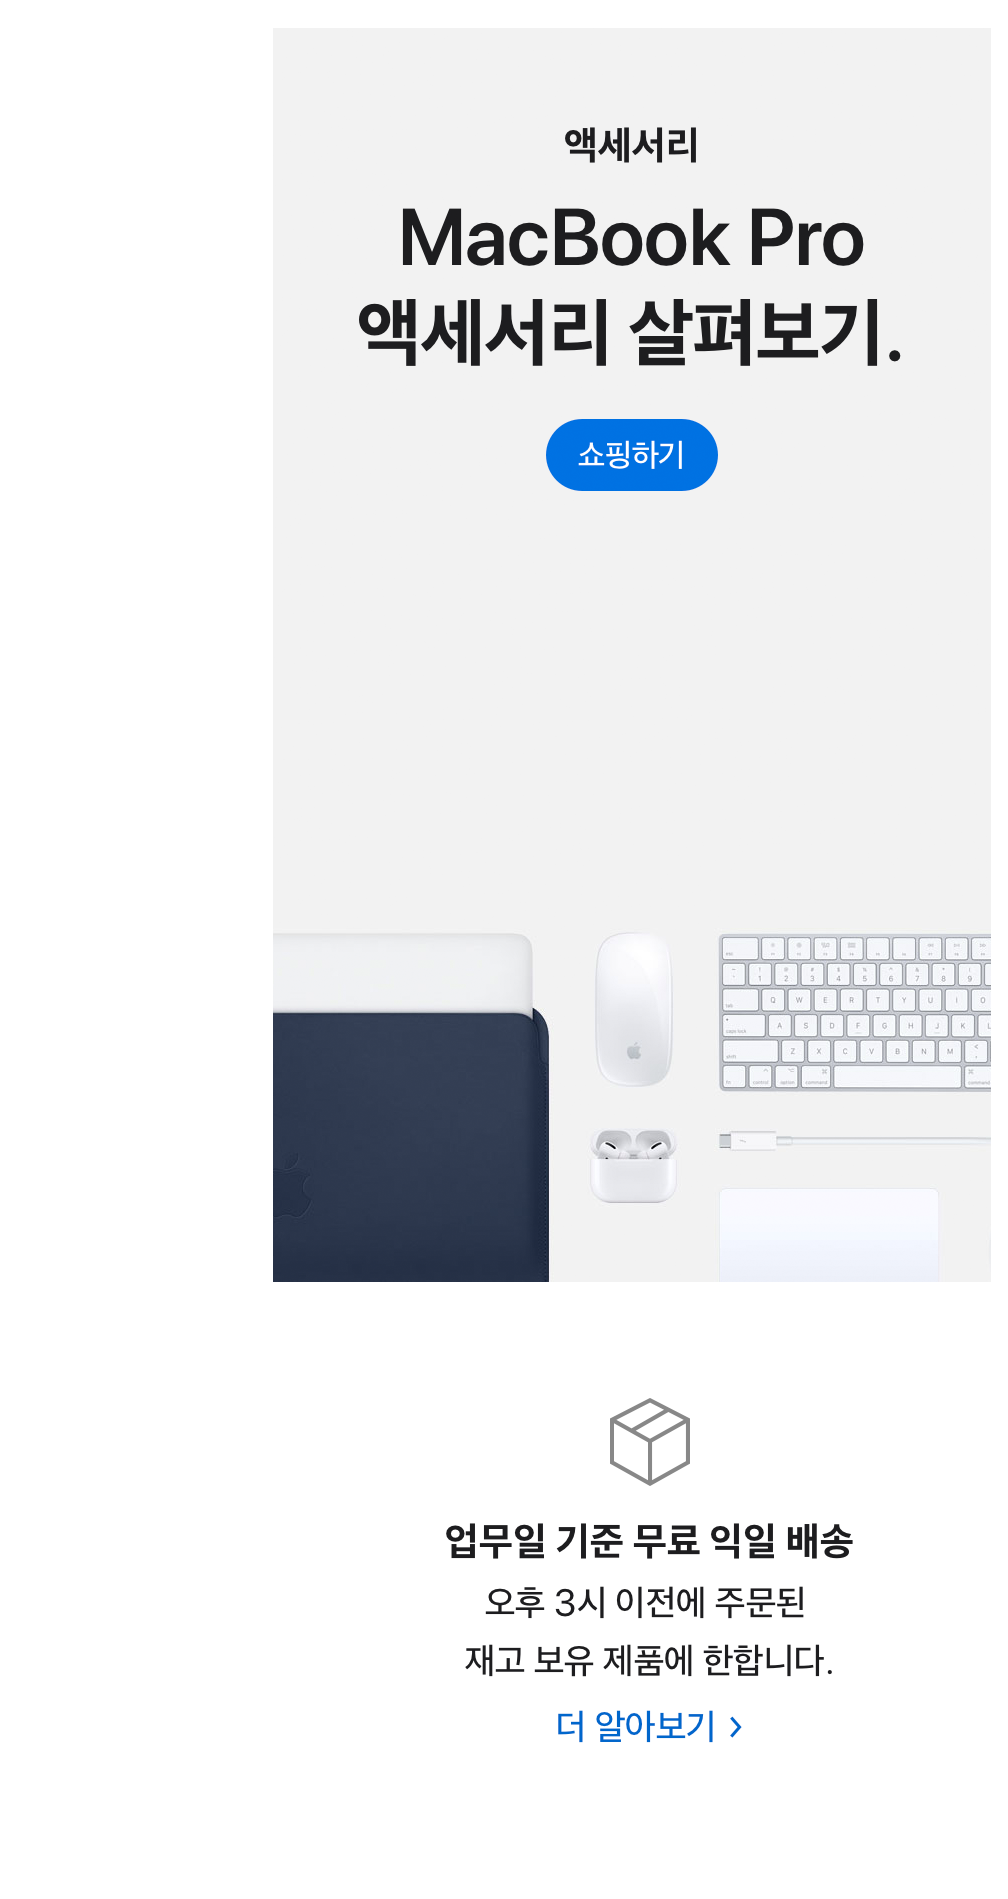 액세서리
MacBook Pro
액세서리 살펴보기.
쇼핑하기
업무일 기준 무료 익일 배송
오후 3시 이전에 주문된
재고 보유 제품에 한합니다.
더 알아보기